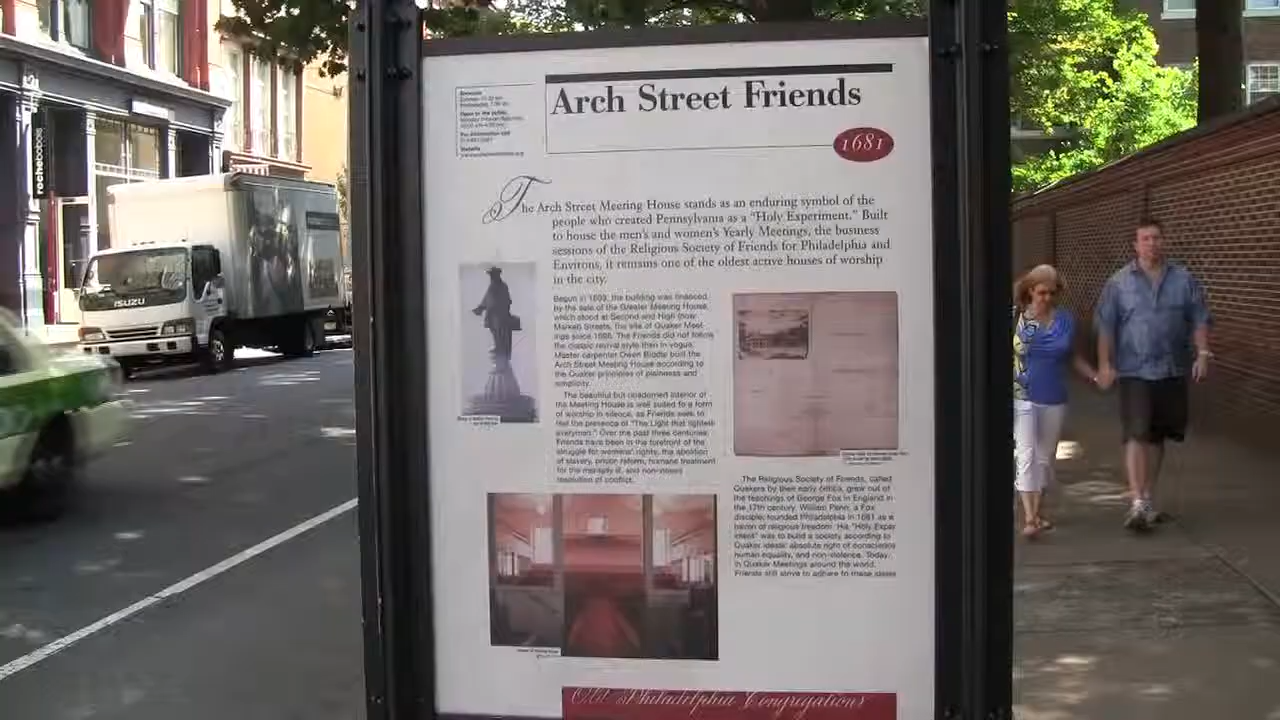 rochebobois
ISUZU
Arch Street Friends
1681
The Arch Street Meeting House stands as an enduring symbol of the
people who created Pennsylvania as a “Holy Experiment.” Built
to house the men's and women's Yearly Meetings, the business
sessions of the Religious Society of Friends for Philadelphia and
Environs, it remains one of the oldest active houses of worship
in the city.
the building was financed
by the sale of the Greater Meeting House,
which stood at Second and High (now
Market) Streets, the site of Quaker Meet
ings since The Friends did not follow
the classic revival style then in vogue.
Master carpenter Owen Biddle built the
Arch Street Meeting House according to
the Quaker principles of plainness and
simplicity.
The beautiful but unadorned interior of
the Meeting House is well suited to a form
of worship in silence, as Friends seek to
feel the presence of "The Light that lighteth
everyman." Over the past three centuries,
Friends have been in the forefront of the
struggle for womens' rights, the abolition
of slavery, prison reform, humane treatment
for the mentally ill, and non-violent
resolution of conflict.
The Religious Society of Friends, called
Quakers by their early critics, grew out of
the teachings of George Fox in England in
the 17th century. William Penn, a Fox
disciple, founded Philadelphia in 1681 as a
haven of religious freedom. His "Holy Exper
iment" was to build a society according to
Quaker ideals: absolute right of conscience
human equality, and non-violence. Today,
in Quaker Meetings around the world,
Friends still strive to adhere to these ideals
Old Philadelphia Congregations